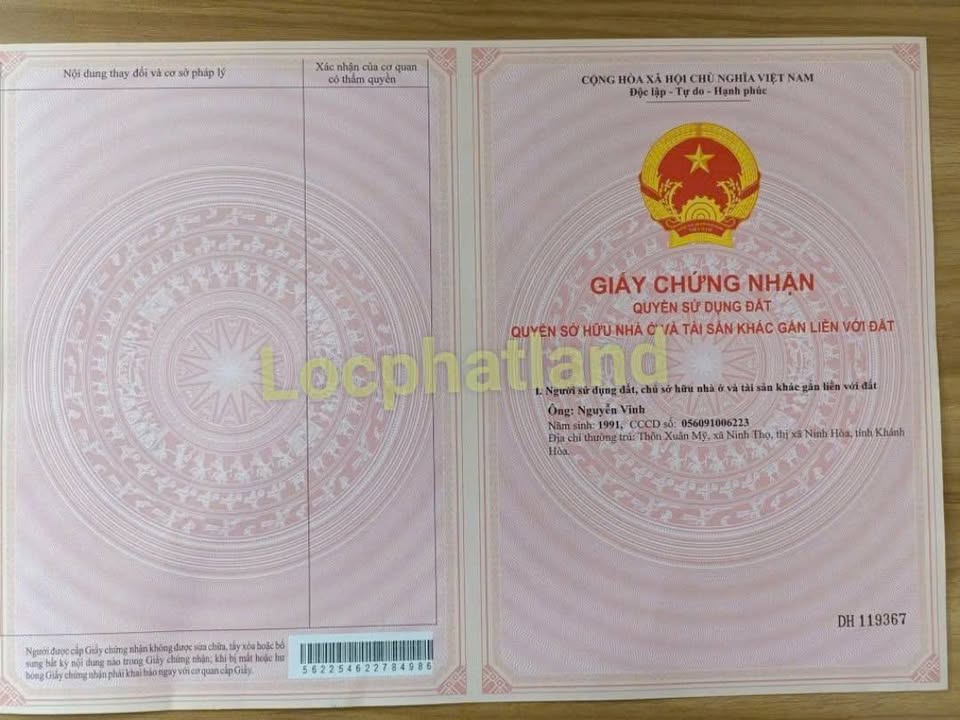 Nội dung thay đổi và cơ sở pháp lý
Xác nhận của cơ quan
có thẩm quyền
Người được cấp Giấy chứng nhận không được sửa chữa, tẩy xóa hoặc bổ
sung bất kỳ nội dung nào trong Giấy chứng nhận; khi bị mất hoặc hư
hỏng Giấy chứng nhận phải khai báo ngay với cơ quan cấp Giấy.
562254622784986
CỘNG HÒA XÃ HỘI CHỦ NGHĨA VIỆT NAM
Độc lập - Tự do - Hạnh phúc
GIẤY CHỨNG NHẬN
QUYỀN SỬ DỤNG ĐẤT
QUYỀN SỞ HỮU NHÀ Ở VÀ TÀI SẢN KHÁC GẮN LIỀN VỚI ĐẤT
Locphatland
I. Người sử dụng đất, chủ sở hữu nhà ở và tài sản khác gắn liền với đất
Ông: Nguyễn Vinh
Năm sinh: 1991, CCCD số: 056091006223
Địa chỉ thường trú: Thôn Xuân Mỹ, xã Ninh Thọ, thị xã Ninh Hòa, tỉnh Khánh
Hòa.
DH 119367